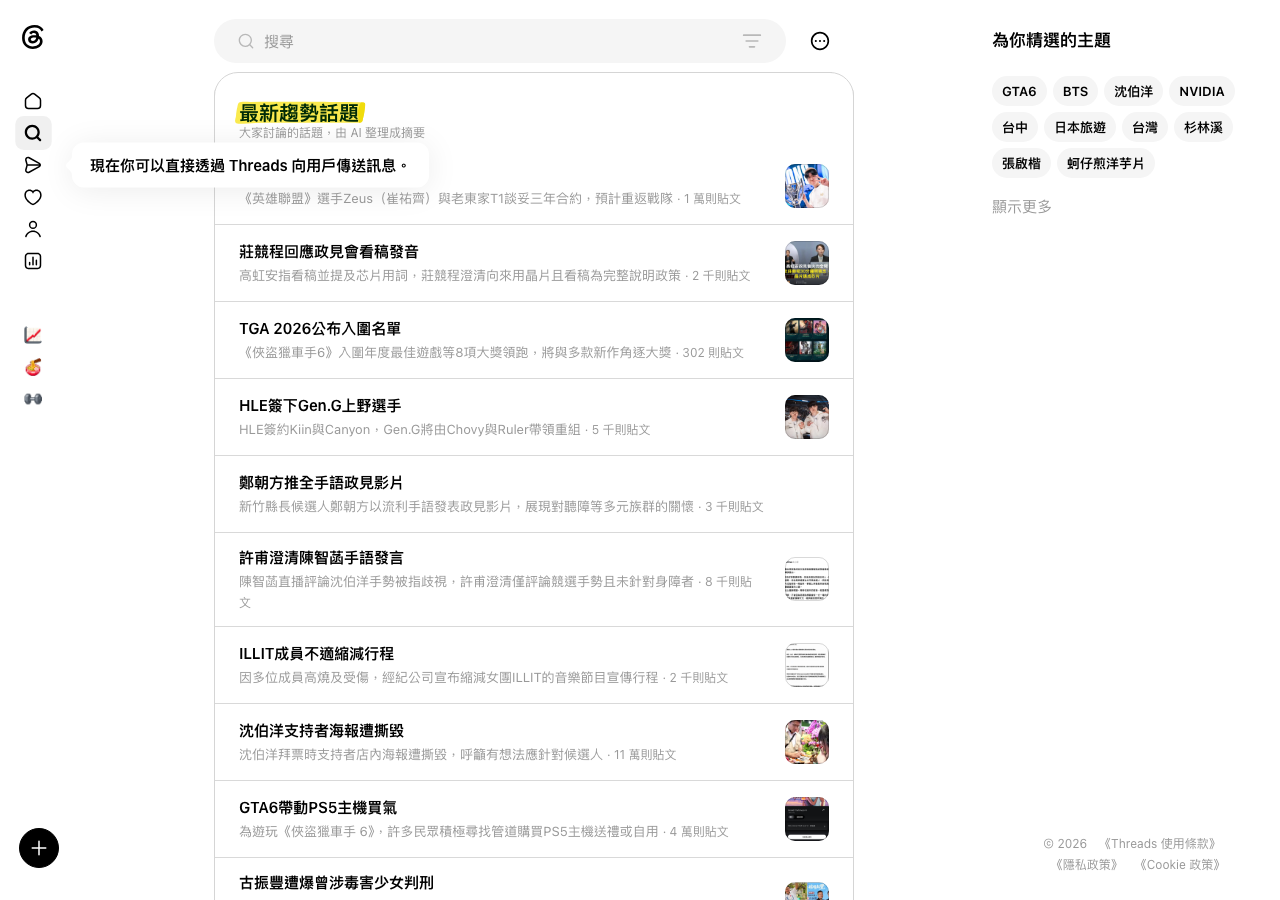 搜尋
最新趨勢話題
大家討論的話題，由 AI 整理成摘要
現在你可以直接透過 Threads 向用戶傳送訊息。
《英雄聯盟》選手Zeus（崔祐齊）與老東家T1談妥三年合約，預計重返戰隊 · 1 萬則貼文
莊競程回應政見會看稿發音
高虹安指看稿並提及芯片用詞，莊競程澄清向來用晶片且看稿為完整說明政策 · 2 千則貼文
TGA 2026公布入圍名單
《俠盜獵車手6》入圍年度最佳遊戲等8項大獎領跑，將與多款新作角逐大獎 · 302 則貼文
HLE簽下Gen.G上野選手
HLE簽約Kiin與Canyon，Gen.G將由Chovy與Ruler帶領重組 · 5 千則貼文
鄭朝方推全手語政見影片
新竹縣長候選人鄭朝方以流利手語發表政見影片，展現對聽障等多元族群的關懷 · 3 千則貼文
許甫澄清陳智菡手語發言
陳智菡直播評論沈伯洋手勢被指歧視，許甫澄清僅評論競選手勢且未針對身障者 · 8 千則貼
文
ILLIT成員不適縮減行程
因多位成員高燒及受傷，經紀公司宣布縮減女團ILLIT的音樂節目宣傳行程 · 2 千則貼文
沈伯洋支持者海報遭撕毀
沈伯洋拜票時支持者店內海報遭撕毀，呼籲有想法應針對候選人 · 11 萬則貼文
GTA6帶動PS5主機買氣
為遊玩《俠盜獵車手 6》，許多民眾積極尋找管道購買PS5主機送禮或自用 · 4 萬則貼文
古振豐遭爆曾涉毒害少女判刑
為你精選的主題
GTA6 BTS 沈伯洋 NVIDIA
台中 日本旅遊 台灣 杉林溪
張啟楷 蚵仔煎洋芋片
顯示更多
© 2026 《Threads 使用條款》
《隱私政策》 《Cookie 政策》